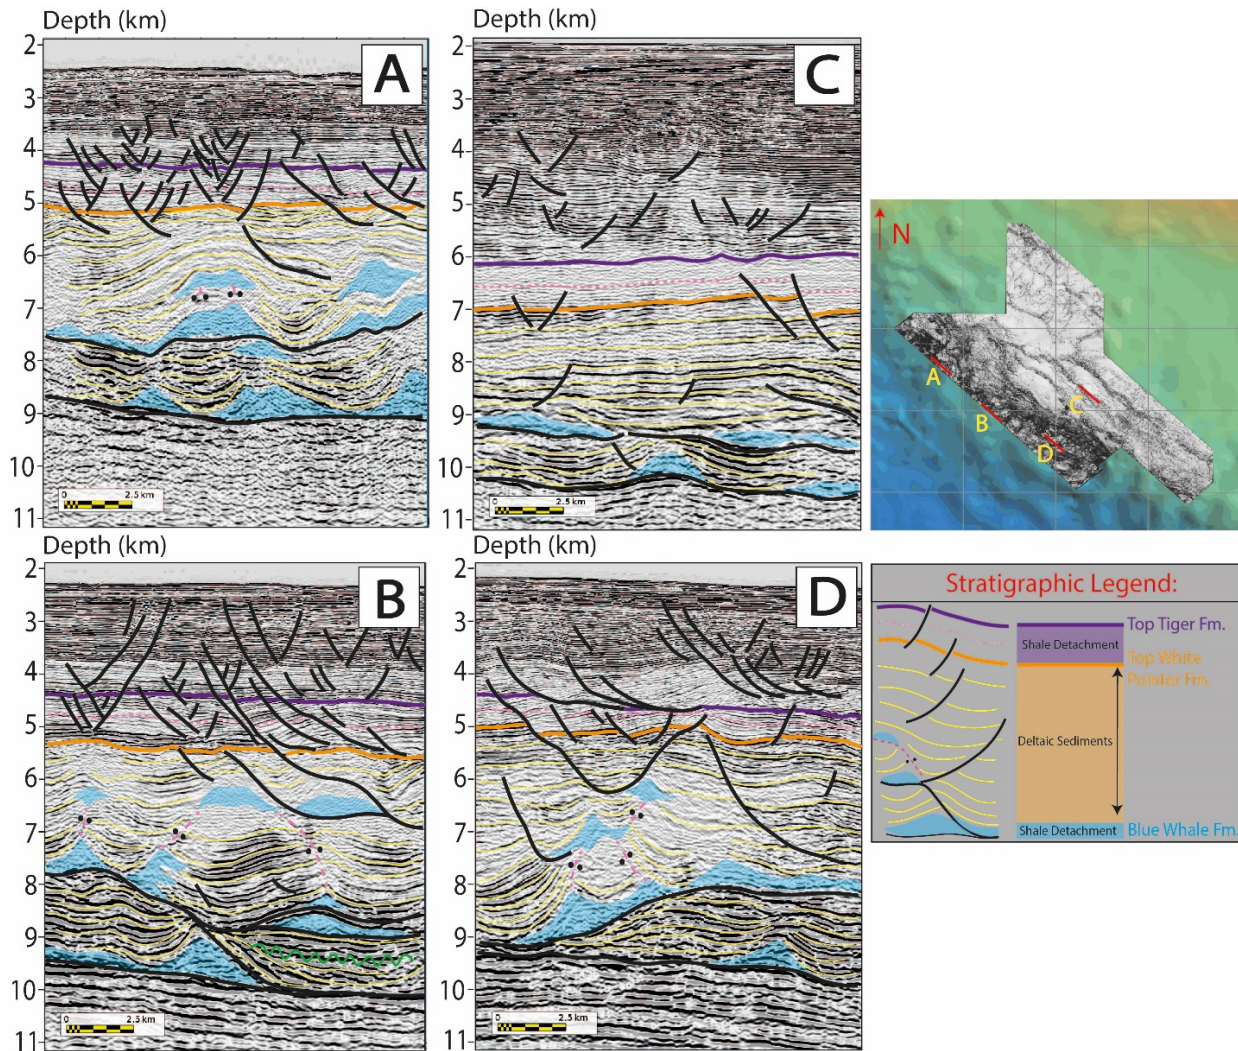 Depth (km)
A
2
3
4
5
6
7
8
9
10
11
0
2.5 km
Depth (km)
C
2
3
4
5
6
7
8
9
10
11
0
2.5 km
N
A
B
C
D
Depth (km)
B
2
3
4
5
6
7
8
9
10
11
0
2.5 km
Depth (km)
D
2
3
4
5
6
7
8
9
10
11
0
2.5 km
Stratigraphic Legend:
Top Tiger Fm.
Shale Detachment
Top White
Pointer Fm.
Deltaic Sediments
Shale Detachment
Blue Whale Fm.